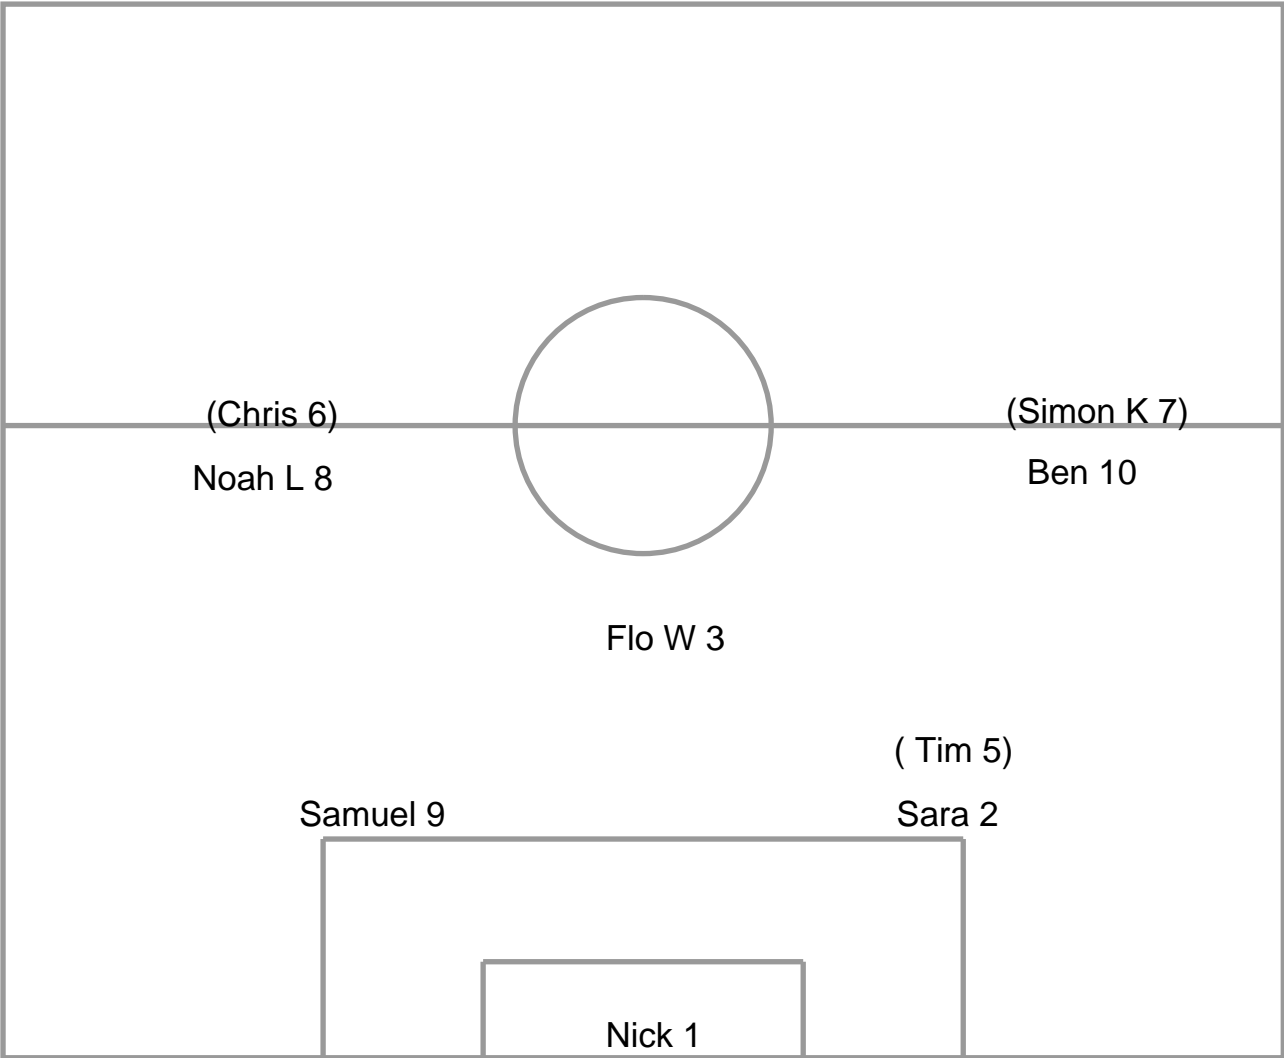 (Chris 6)
(Simon K 7)
Noah L 8
Ben 10
Flo W 3
( Tim 5)
Samuel 9
Sara 2
Nick 1